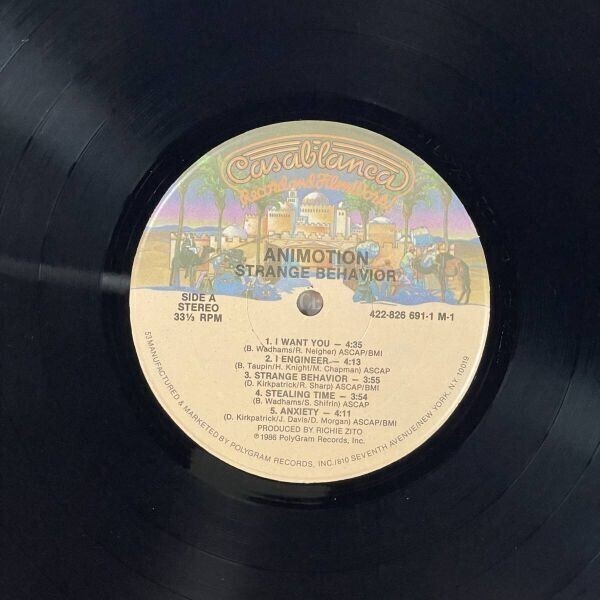 Casablanca
Record and FilmWorks
ANIMOTION
STRANGE BEHAVIOR
SIDE A
STEREO
33⅓ RPM
422-826 691-1 M-1
1. I WANT YOU — 4:35
(B. Wadhams/R. Neigher) ASCAP/BMI
2. I ENGINEER — 4:13
(B. Taupin/H. Knight/M. Chapman) ASCAP
3. STRANGE BEHAVIOR — 3:55
(D. Kirkpatrick/R. Sharp) ASCAP/BMI
4. STEALING TIME — 3:54
(B. Wadhams/S. Shifrin) ASCAP
5. ANXIETY — 4:11
(D. Kirkpatrick/J. Davis/D. Morgan) ASCAP/BMI
PRODUCED BY RICHIE ZITO
℗1986 PolyGram Records, Inc.
53 MANUFACTURED & MARKETED BY POLYGRAM RECORDS, INC./810 SEVENTH AVENUE/NEW YORK, N.Y. 10019